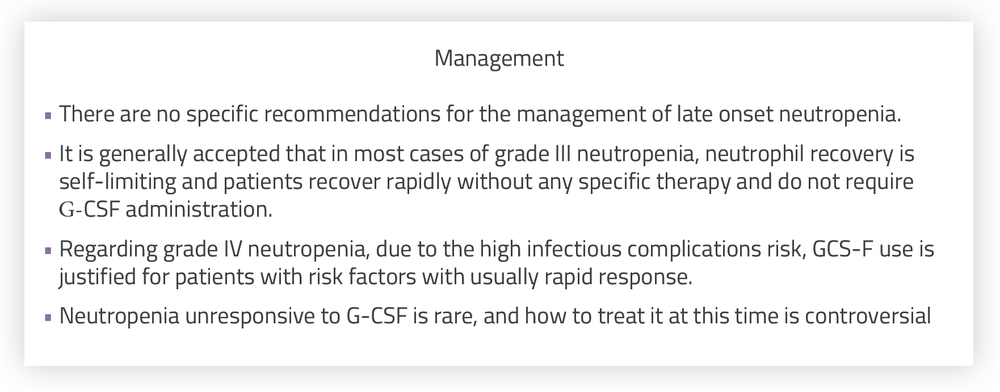 Management
▪ There are no specific recommendations for the management of late onset neutropenia.
▪ It is generally accepted that in most cases of grade III neutropenia, neutrophil recovery is
self-limiting and patients recover rapidly without any specific therapy and do not require
G-CSF administration.
▪ Regarding grade IV neutropenia, due to the high infectious complications risk, GCS-F use is
justified for patients with risk factors with usually rapid response.
▪ Neutropenia unresponsive to G-CSF is rare, and how to treat it at this time is controversial